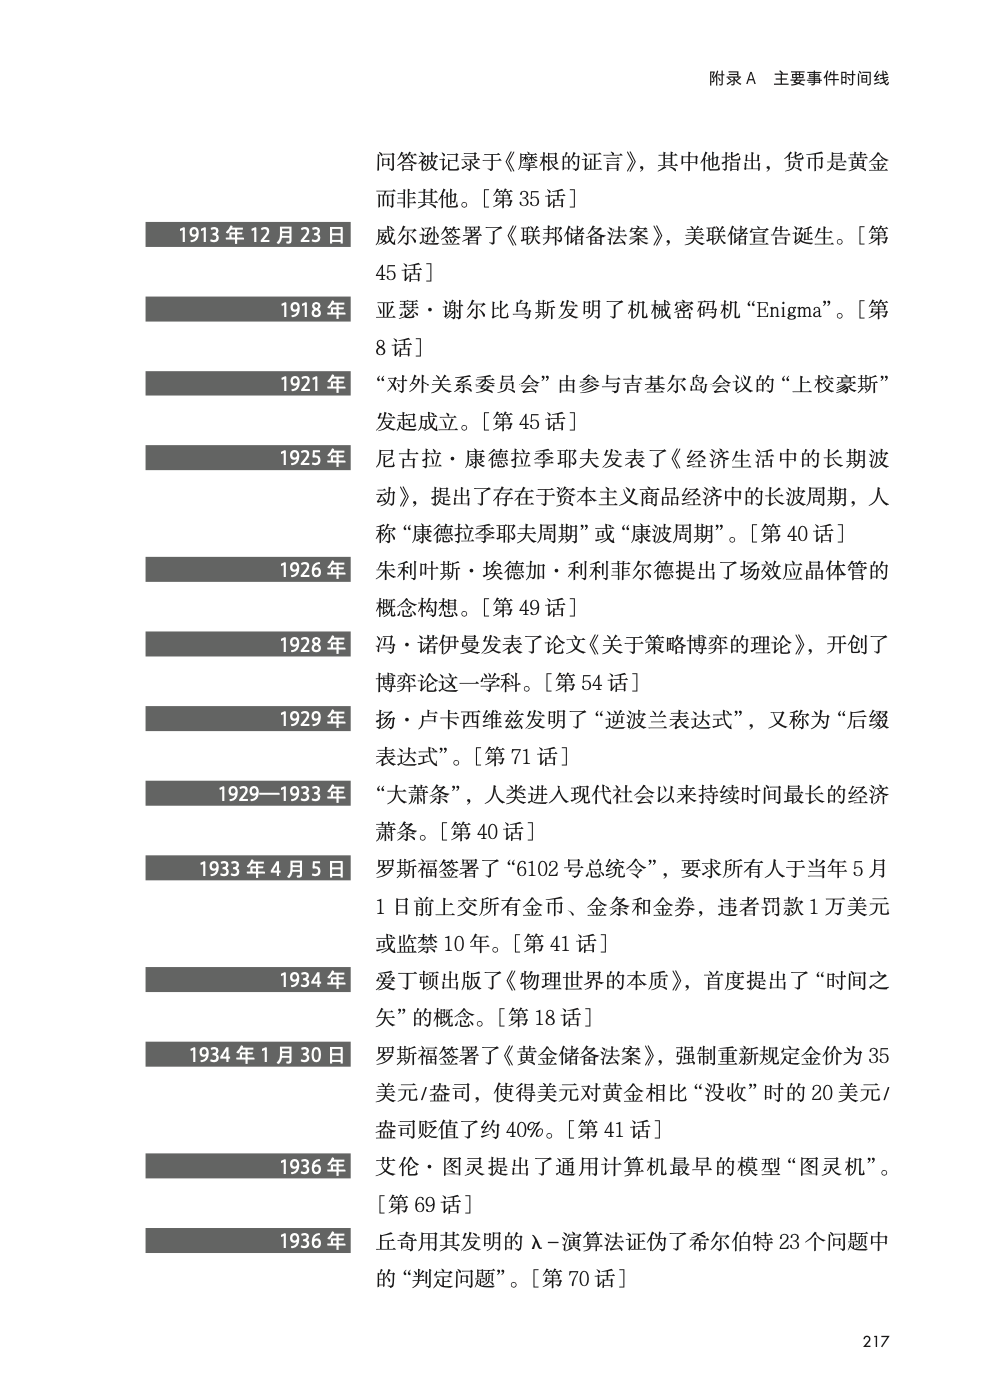 附录 A　主要事件时间线
问答被记录于《摩根的证言》，其中他指出，货币是黄金
而非其他。［第 35 话］
1913 年 12 月 23 日　威尔逊签署了《联邦储备法案》，美联储宣告诞生。［第
45 话］
1918 年　亚瑟·谢尔比乌斯发明了机械密码机“Enigma”。［第
8 话］
1921 年　“对外关系委员会”由参与吉基尔岛会议的“上校豪斯”
发起成立。［第 45 话］
1925 年　尼古拉·康德拉季耶夫发表了《经济生活中的长期波
动》，提出了存在于资本主义商品经济中的长波周期，人
称“康德拉季耶夫周期”或“康波周期”。［第 40 话］
1926 年　朱利叶斯·埃德加·利利菲尔德提出了场效应晶体管的
概念构想。［第 49 话］
1928 年　冯·诺伊曼发表了论文《关于策略博弈的理论》，开创了
博弈论这一学科。［第 54 话］
1929 年　扬·卢卡西维兹发明了“逆波兰表达式”，又称为“后缀
表达式”。［第 71 话］
1929—1933 年　“大萧条”，人类进入现代社会以来持续时间最长的经济
萧条。［第 40 话］
1933 年 4 月 5 日　罗斯福签署了“6102 号总统令”，要求所有人于当年 5 月
1 日前上交所有金币、金条和金券，违者罚款 1 万美元
或监禁 10 年。［第 41 话］
1934 年　爱丁顿出版了《物理世界的本质》，首度提出了“时间之
矢”的概念。［第 18 话］
1934 年 1 月 30 日　罗斯福签署了《黄金储备法案》，强制重新规定金价为 35
美元/盎司，使得美元对黄金相比“没收”时的 20 美元/
盎司贬值了约 40%。［第 41 话］
1936 年　艾伦·图灵提出了通用计算机最早的模型“图灵机”。
［第 69 话］
1936 年　丘奇用其发明的 λ–演算法证伪了希尔伯特 23 个问题中
的“判定问题”。［第 70 话］
217